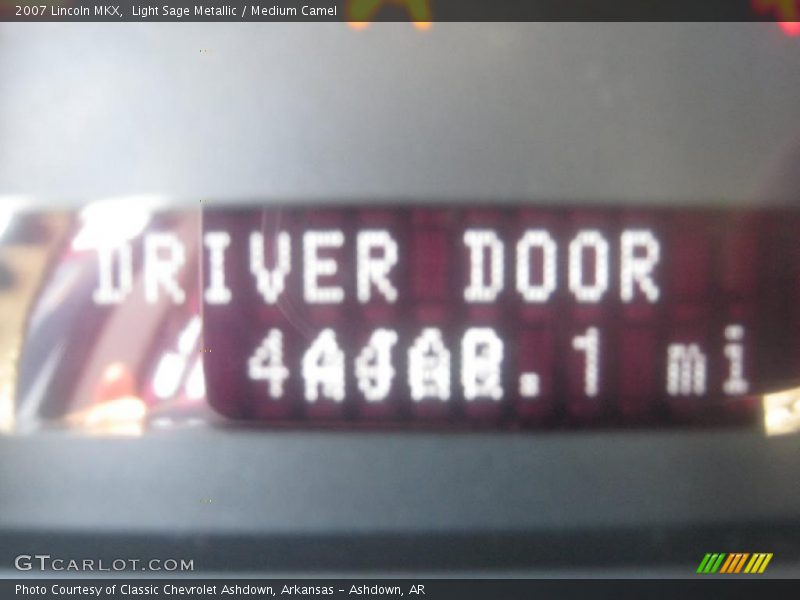 2007 Lincoln MKX, Light Sage Metallic / Medium Camel
DRIVER DOOR
.1 mi
GTCARLOT.COM
Photo Courtesy of Classic Chevrolet Ashdown, Arkansas - Ashdown, AR